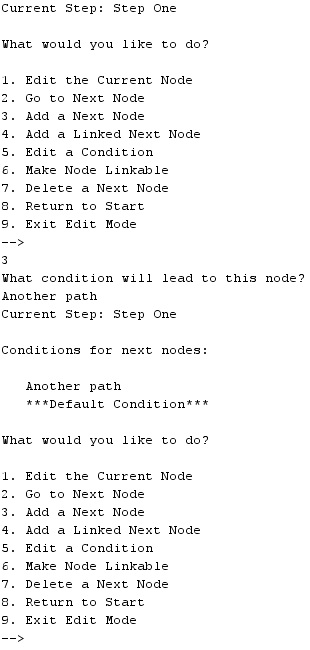 Current Step: Step One
What would you like to do?
1. Edit the Current Node
2. Go to Next Node
3. Add a Next Node
4. Add a Linked Next Node
5. Edit a Condition
6. Make Node Linkable
7. Delete a Next Node
8. Return to Start
9. Exit Edit Mode
-->
3
What condition will lead to this node?
Another path
Current Step: Step One
Conditions for next nodes:
Another path
***Default Condition***
What would you like to do?
1. Edit the Current Node
2. Go to Next Node
3. Add a Next Node
4. Add a Linked Next Node
5. Edit a Condition
6. Make Node Linkable
7. Delete a Next Node
8. Return to Start
9. Exit Edit Mode
-->